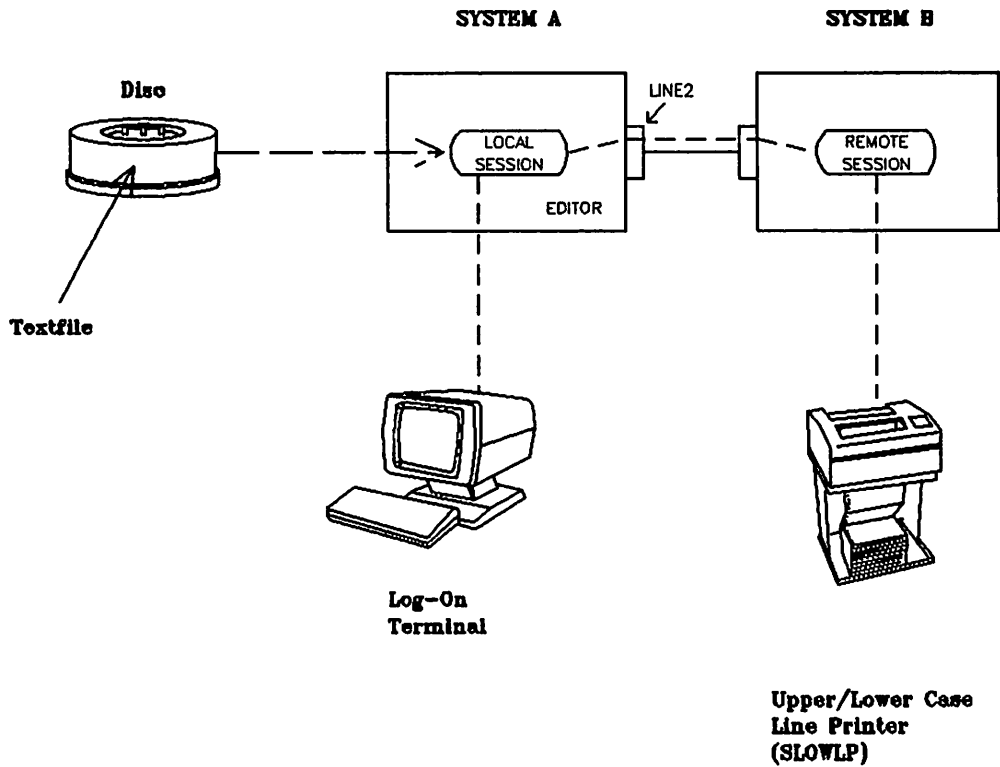 SYSTEM A
SYSTEM B
Disc
LINE2
LOCAL
SESSION
REMOTE
SESSION
EDITOR
Textfile
Log-On
Terminal
Upper/Lower Case
Line Printer
(SLOWLP)